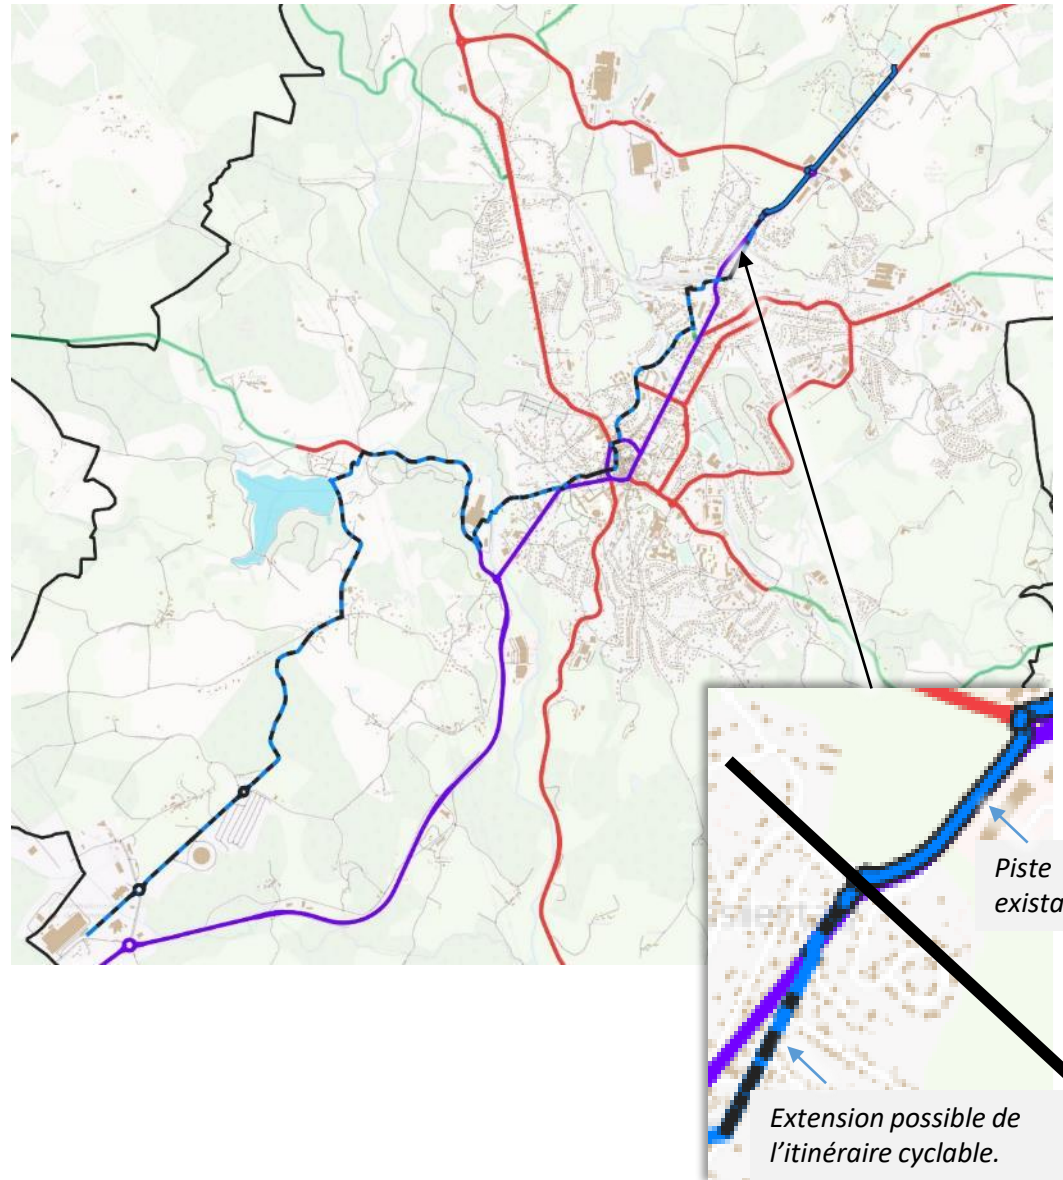 Piste
exista
Extension possible de
l’itinéraire cyclable.